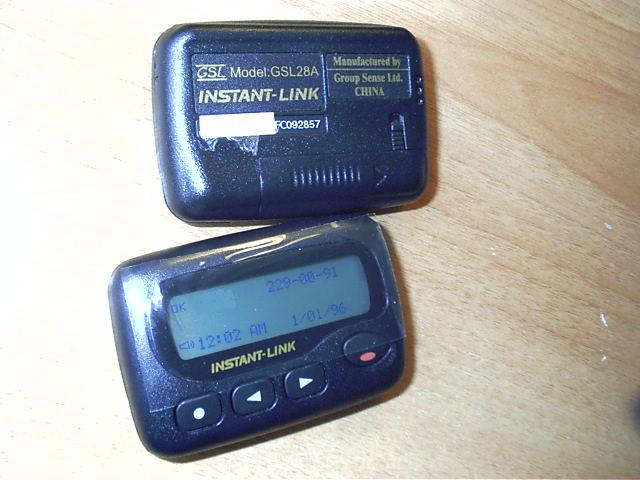 GSL Model:GSL28A
INSTANT-LINK
FC092857
Manufactured by
Group Sense Ltd.
CHINA
229-00-91
OK
12:02 AM 1/01/96
INSTANT-LINK